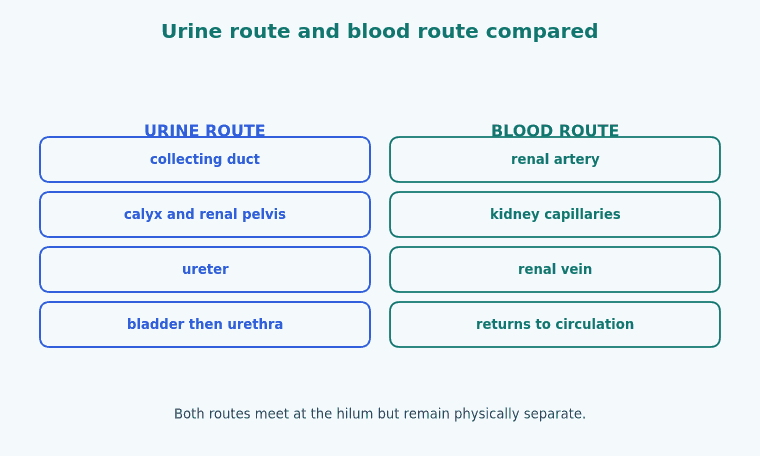 Urine route and blood route compared
URINE ROUTE
collecting duct
calyx and renal pelvis
ureter
bladder then urethra
BLOOD ROUTE
renal artery
kidney capillaries
renal vein
returns to circulation
Both routes meet at the hilum but remain physically separate.